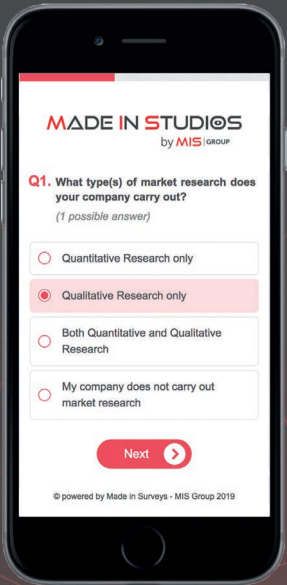 MADE IN STUDIOS
by MIS GROUP
Q1. What type(s) of market research does
your company carry out?
(1 possible answer)
Quantitative Research only
Qualitative Research only
Both Quantitative and Qualitative
Research
My company does not carry out
market research
Next
© powered by Made in Surveys - MIS Group 2019